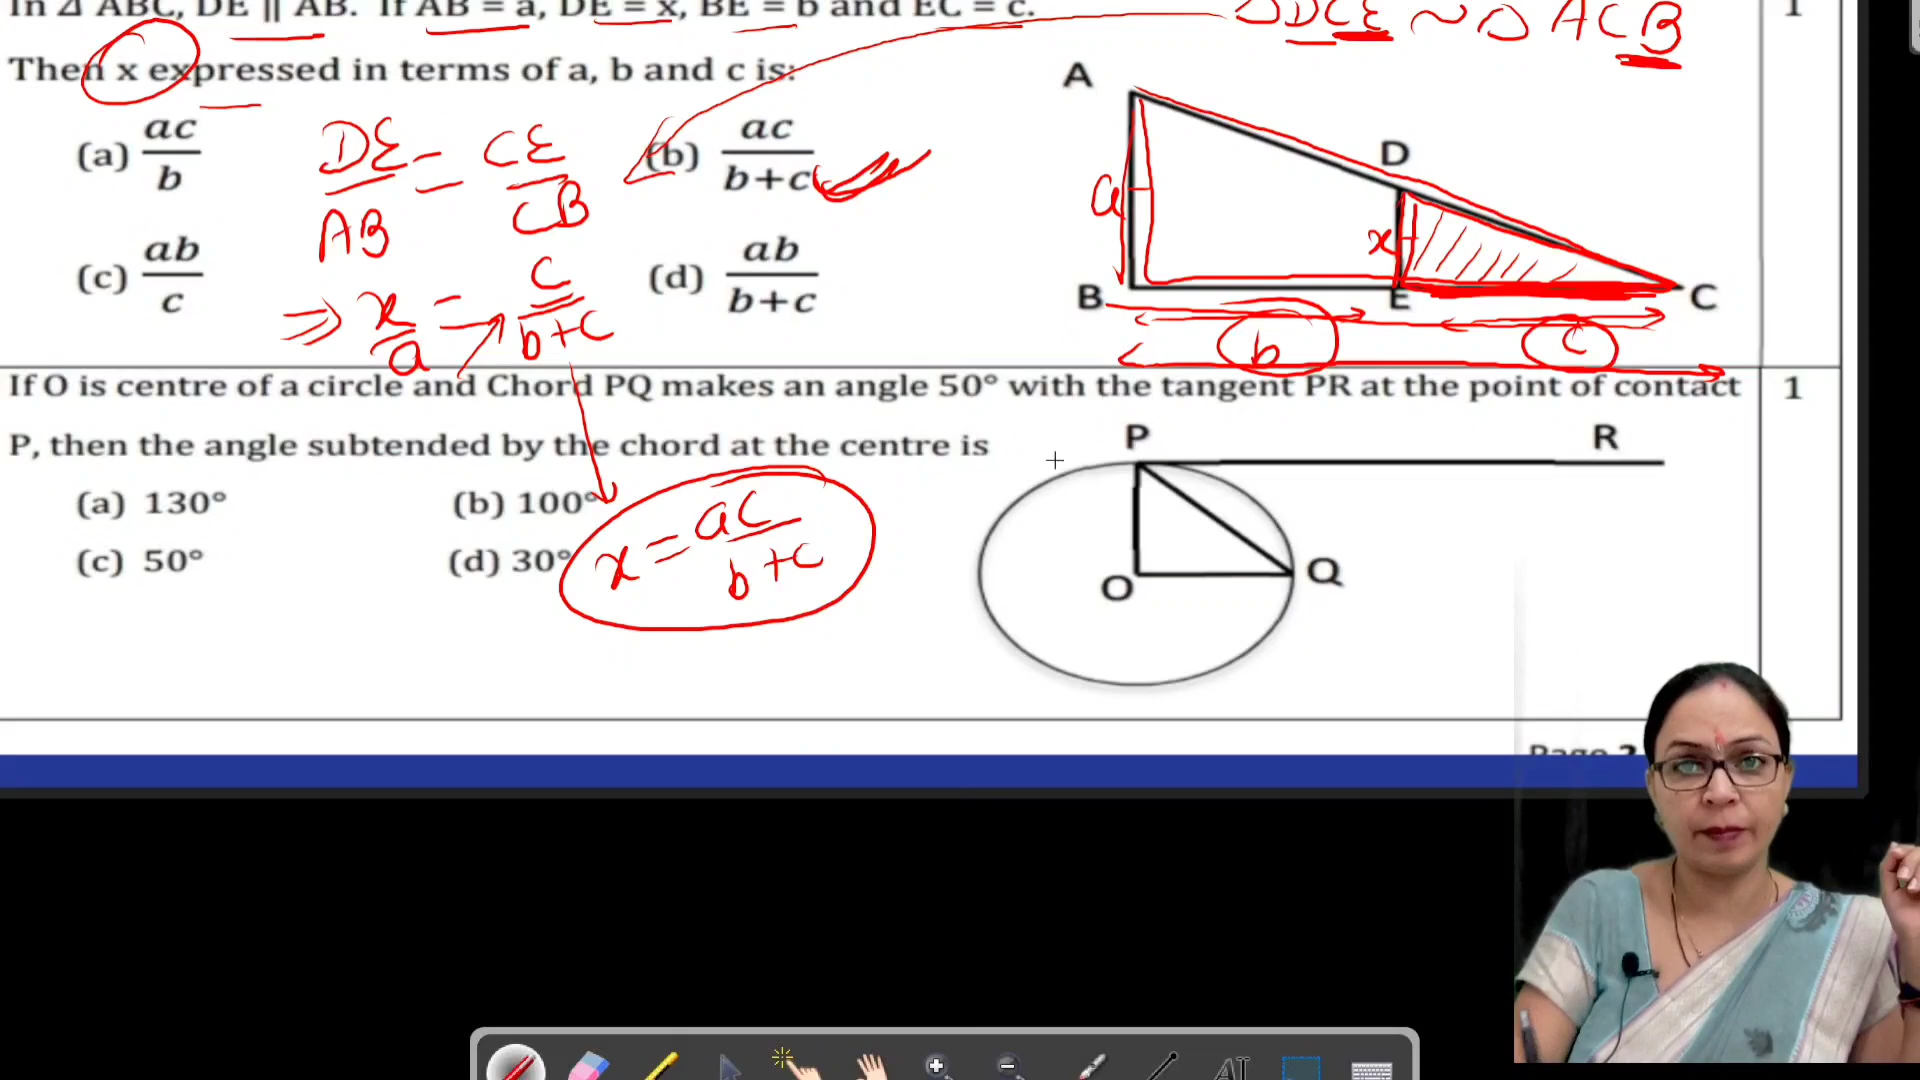 In Δ ABC, DE || AB. If AB = a, DE = x, BE = b and EC = c.
1
Δ DCE ~ Δ ACB
Then x expressed in terms of a, b and c is:
(a) ac/b
(b) ac/b+c
DE/AB = CE/CB
(c) ab/c
(d) ab/b+c
⇒ x/a = c/b+c
A
D
a
x
B
E
C
b
c
If O is centre of a circle and Chord PQ makes an angle 50° with the tangent PR at the point of contact
1
P, then the angle subtended by the chord at the centre is
(a) 130°
(b) 100°
(c) 50°
(d) 30°
x = ac/b+c
P
R
O
Q
Page 2